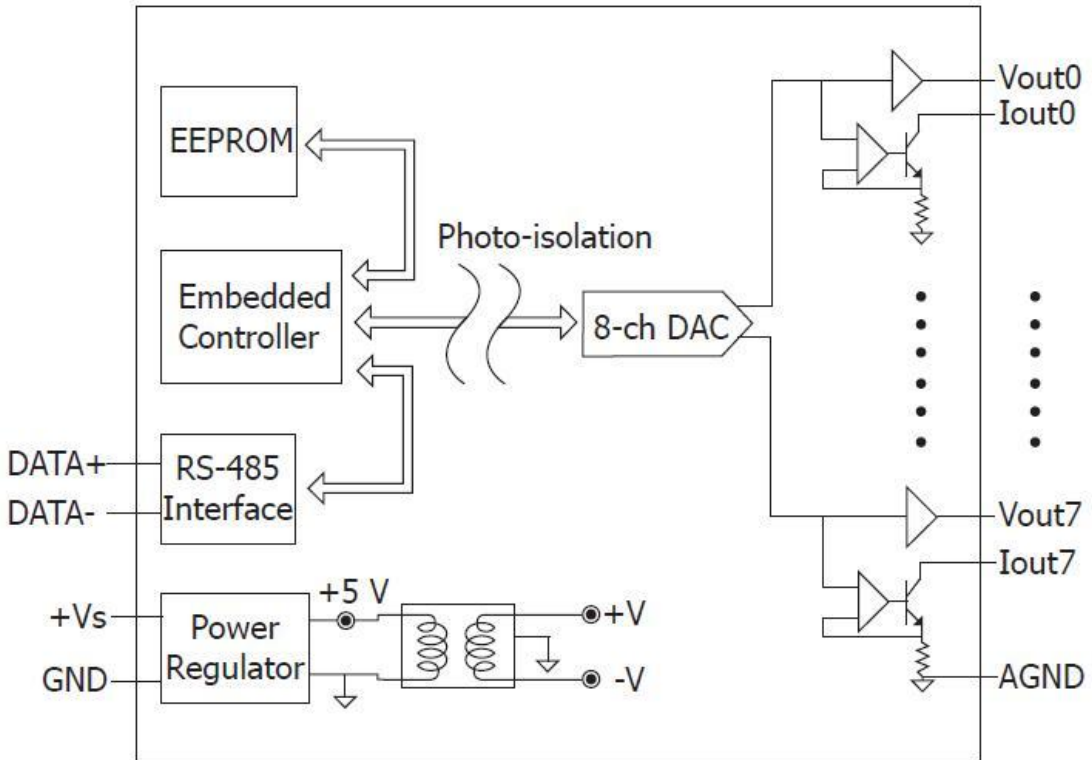 EEPROM
Photo-isolation
Embedded
Controller
8-ch DAC
DATA+
DATA-
RS-485
Interface
+Vs
GND
Power
Regulator
+5 V
+V
-V
Vout0
Iout0
Vout7
Iout7
AGND